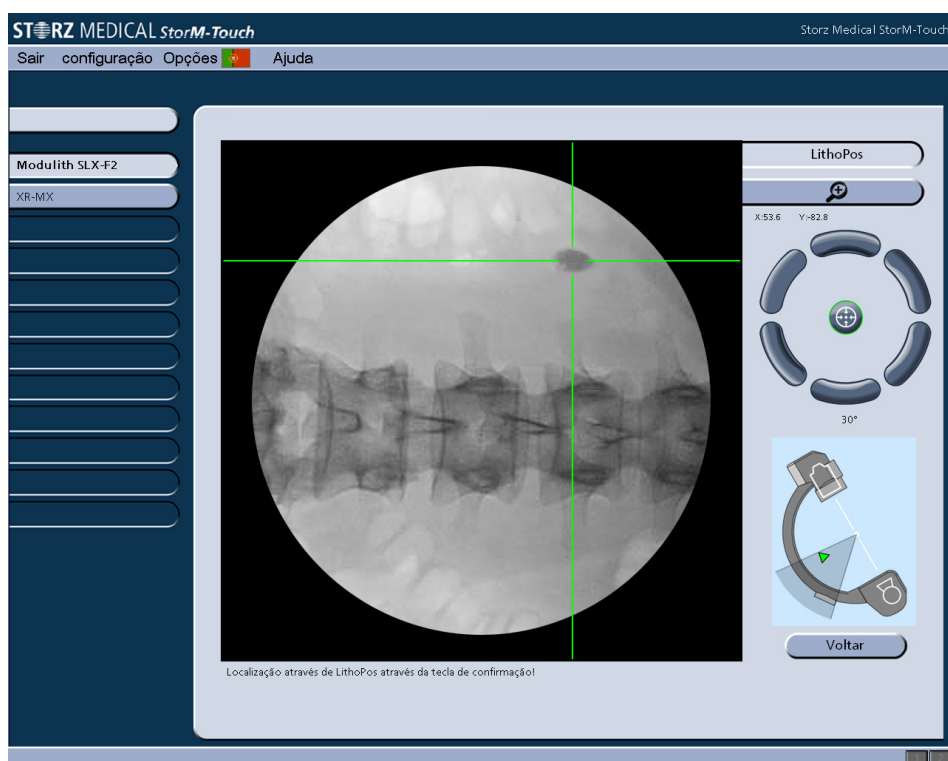 STORZ MEDICAL StorM-Touch
Storz Medical StorM-Touch
Sair configuração Opções Ajuda
Modulith SLX-F2
XR-MX
LithoPos
X:53.6 Y:-82.8
30°
Voltar
Localização através de LithoPos através da tecla de confirmação!